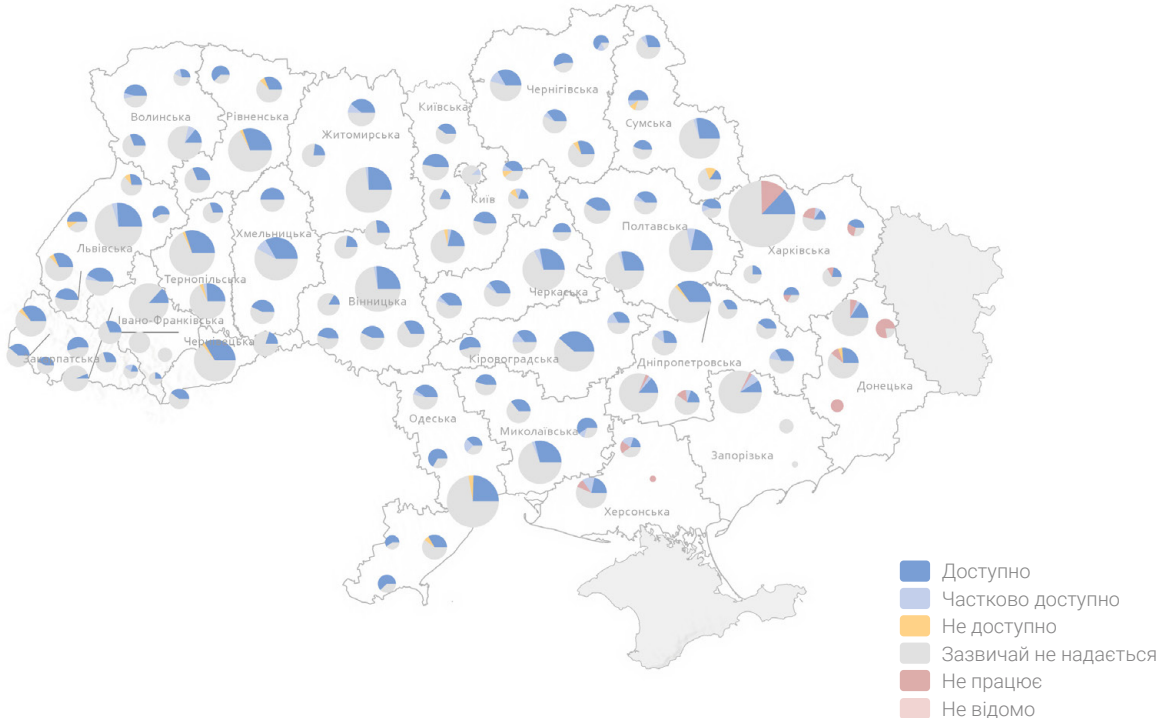 Київська
Чернігівська
Волинська
Рівненська
Житомирська
Сумська
Київ
Львівська
Хмельницька
Полтавська
Харківська
Тернопільська
Вінницька
Черкаська
Івано-Франківська
Чернівецька
Закарпатська
Кіровоградська
Дніпропетровська
Донецька
Одеська
Миколаївська
Запорізька
Херсонська
Доступно
Частково доступно
Не доступно
Зазвичай не надається
Не працює
Не відомо